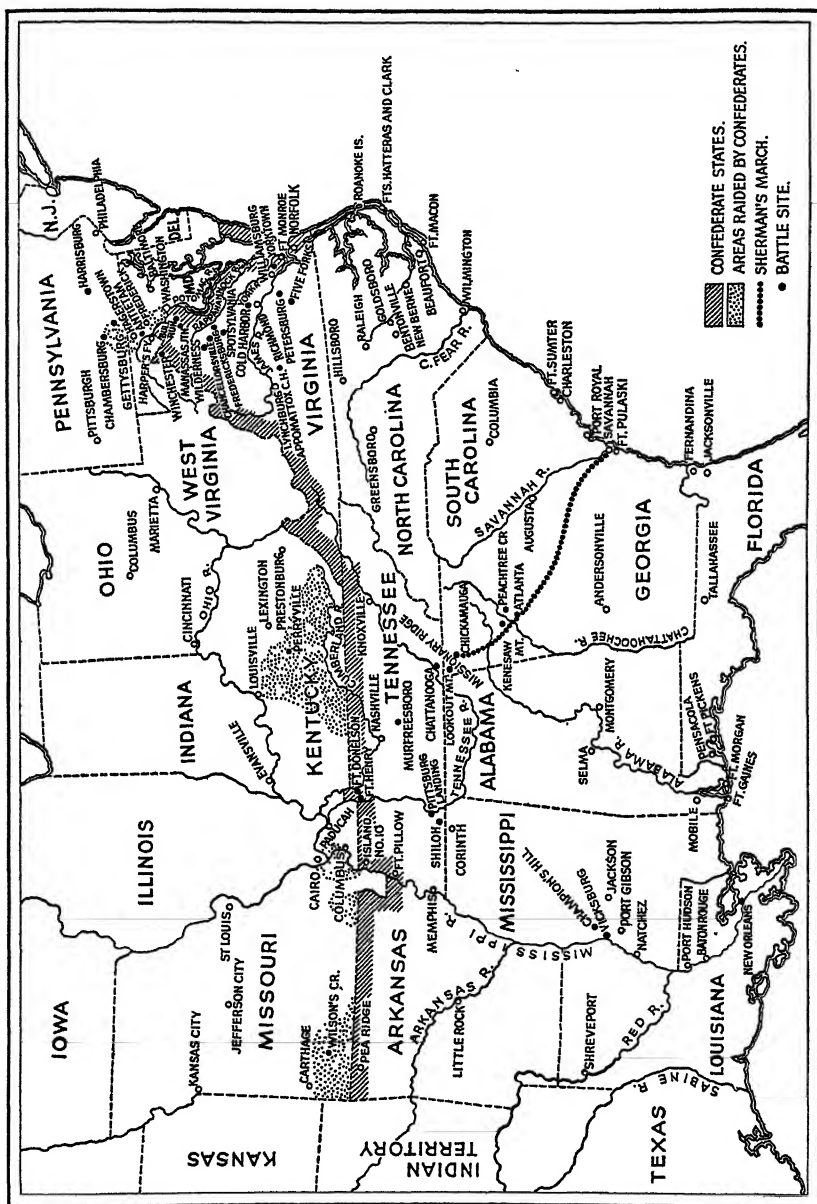 IOWA
ILLINOIS
INDIANA
OHIO
PENNSYLVANIA
N.J.
PITTSBURGH
HARRISBURG
PHILADELPHIA
CHAMBERSBURG
GETTYSBURG
COLUMBUS
MARIETTA
CINCINNATI
OHIO R.
WEST
VIRGINIA
DEL.
WASHINGTON
HARPER'S F.
WINCHESTER
MANASSAS JTN.
WILDERNESS
CHANCELLORSVILLE
FREDERICKSBURG
SPOTSYLVANIA
COLD HARBOR
JAMES R.
RICHMOND
WILLIAMSBURG
YORKTOWN
FT. MONROE
NORFOLK
PETERSBURG
FIVE FORKS
LYNCHBURG
APPOMATTOX C.H.
VIRGINIA
KANSAS CITY
JEFFERSON CITY
ST LOUIS
MISSOURI
KANSAS
CARTHAGE
WILSON'S CR.
PEA RIDGE
EVANSVILLE
LOUISVILLE
LEXINGTON
PRESTONBURG
PERRYVILLE
KENTUCKY
CUMBERLAND R.
CAIRO
PADUCAH
COLUMBUS
ISLAND
NO. 10
FT. DONELSON
FT. HENRY
FT. PILLOW
NASHVILLE
KNOXVILLE
TENNESSEE
MURFREESBORO
CHATTANOOGA
LOOKOUT MT.
MISSIONARY RIDGE
CHICKAMAUGA
PITTSBURG
LANDING
SHILOH
CORINTH
TENNESSEE R.
MEMPHIS
INDIAN
TERRITORY
ARKANSAS
ARKANSAS R.
LITTLE ROCK
HILLSBORO
RALEIGH
GOLDSBORO
BENTONVILLE
NEW BERNE
BEAUFORT
FT. MACON
ROANOKE IS.
FTS. HATTERAS AND CLARK
GREENSBORO
NORTH CAROLINA
C. FEAR R.
WILMINGTON
SOUTH
CAROLINA
COLUMBIA
SAVANNAH R.
FT. SUMTER
CHARLESTON
PORT ROYAL
SAVANNAH
FT. PULASKI
KENESAW
MT.
PEACHTREE CR
ATLANTA
AUGUSTA
GEORGIA
ANDERSONVILLE
CHATTAHOOCHEE R.
ALABAMA
SELMA
MONTGOMERY
ALABAMA R.
MOBILE
PENSACOLA
FT. PICKENS
FT. MORGAN
FT. GAINES
MISSISSIPPI
MISSISSIPPI R.
CHAMPION'S HILL
VICKSBURG
JACKSON
PORT GIBSON
NATCHEZ
PORT HUDSON
BATON ROUGE
NEW ORLEANS
SHREVEPORT
RED R.
LOUISIANA
SABINE R.
TEXAS
TALLAHASSEE
FERNANDINA
JACKSONVILLE
FLORIDA
CONFEDERATE STATES.
AREAS RAIDED BY CONFEDERATES.
SHERMAN'S MARCH.
BATTLE SITE.